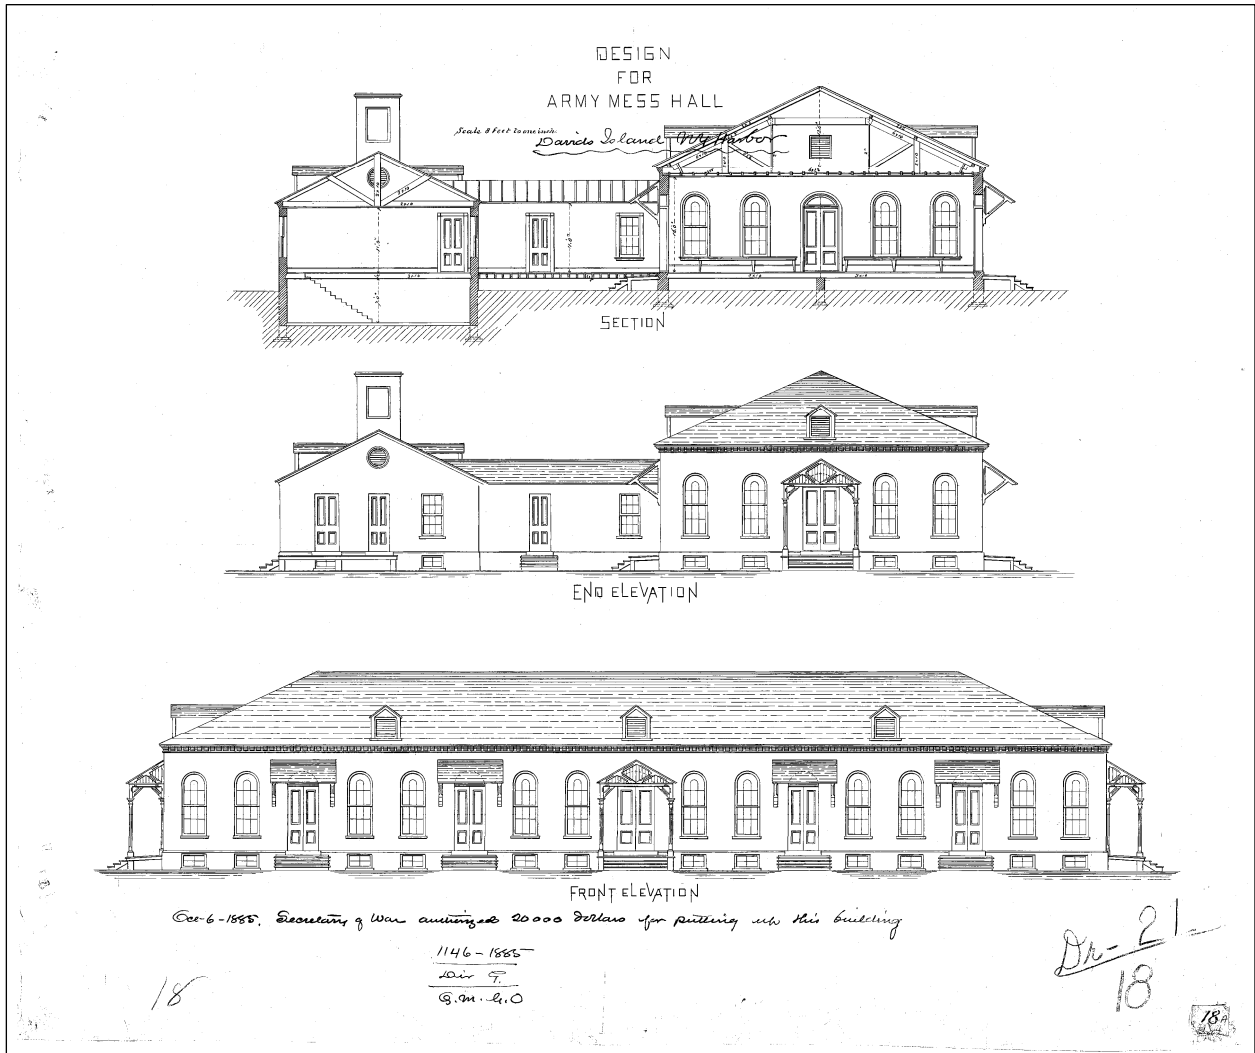 DESIGN
FOR
ARMY MESS HALL
Scale 8 feet to one inch.
Davids Island NY Harbor
SECTION
END ELEVATION
FRONT ELEVATION
Oct-6-1885. Secretary of War authorized 20000 dollars for putting up this building
1146-1885
Div G.
Q.M.G.O
18
Dr-21-
18
18A